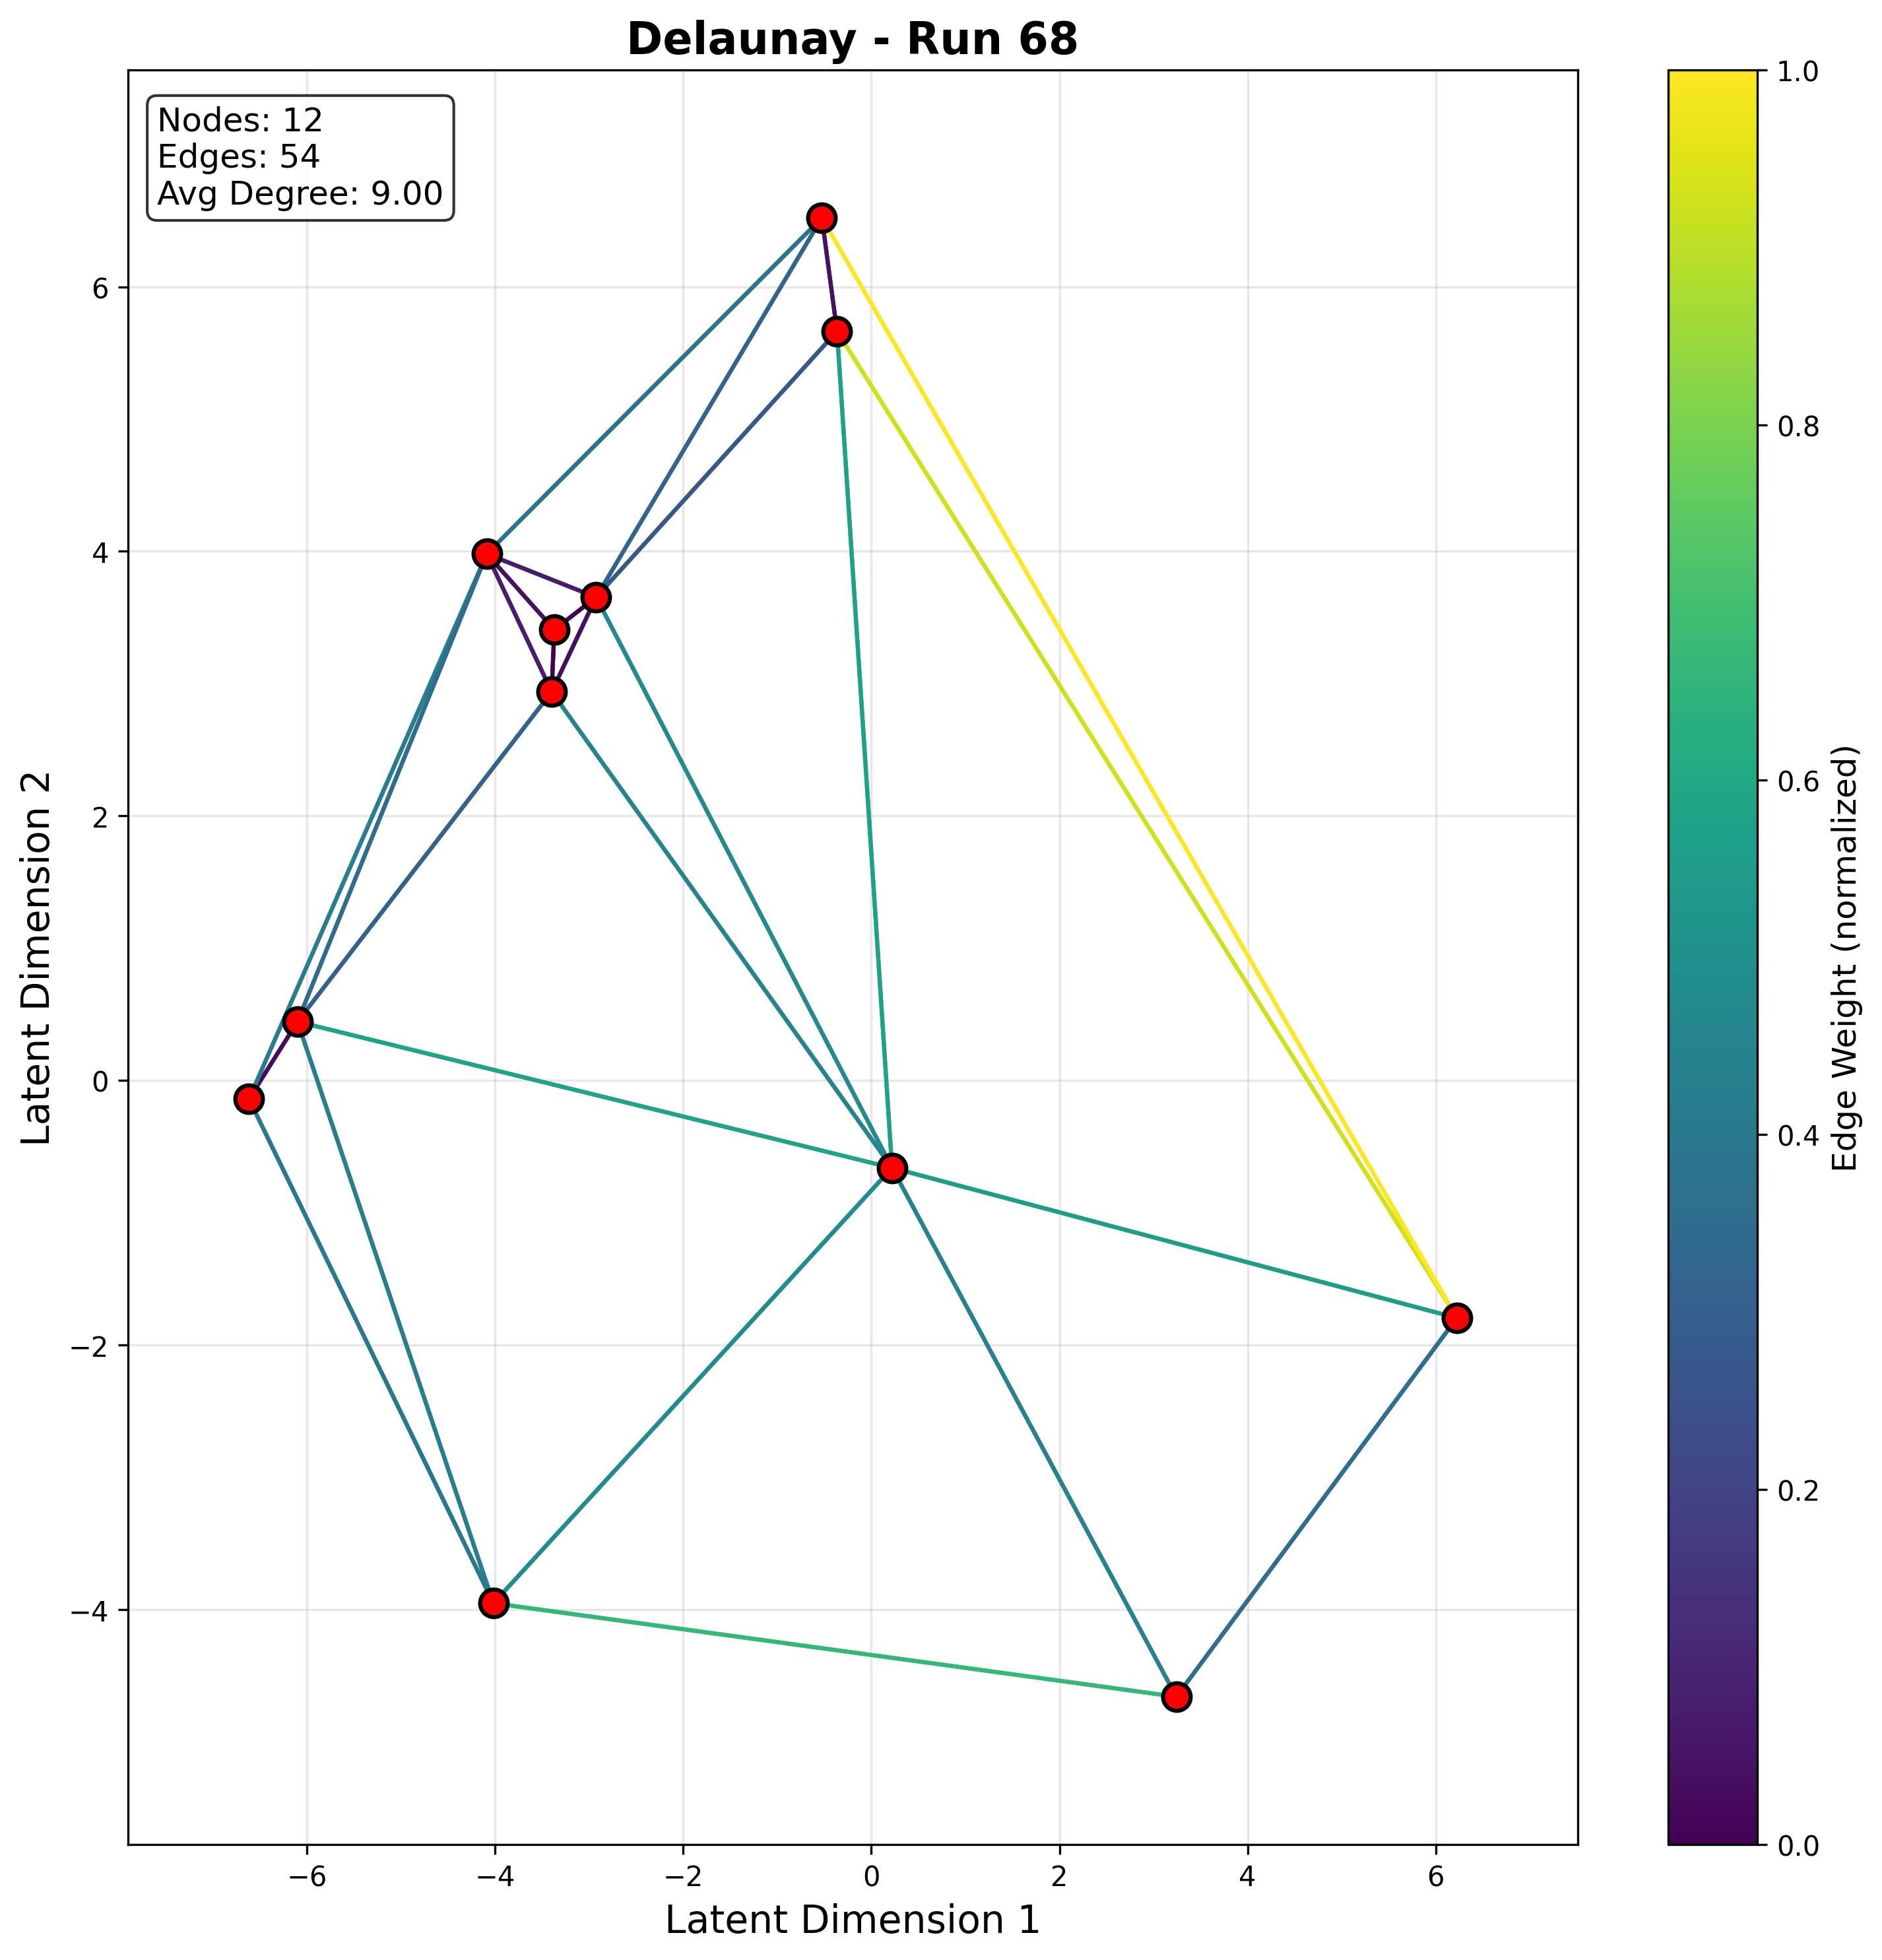 Delaunay - Run 68
Nodes: 12
Edges: 54
Avg Degree: 9.00
Latent Dimension 2
6
4
2
0
−2
−4
−6
−4
−2
0
2
4
6
Latent Dimension 1
1.0
0.8
0.6
0.4
0.2
0.0
Edge Weight (normalized)